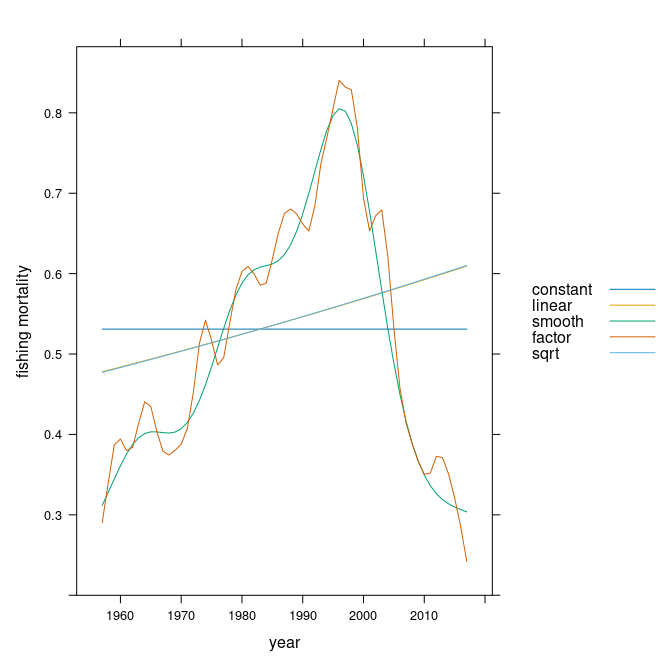 0.8
0.7
0.6
0.5
0.4
0.3
fishing mortality
1960 1970 1980 1990 2000 2010
year
constant
linear
smooth
factor
sqrt